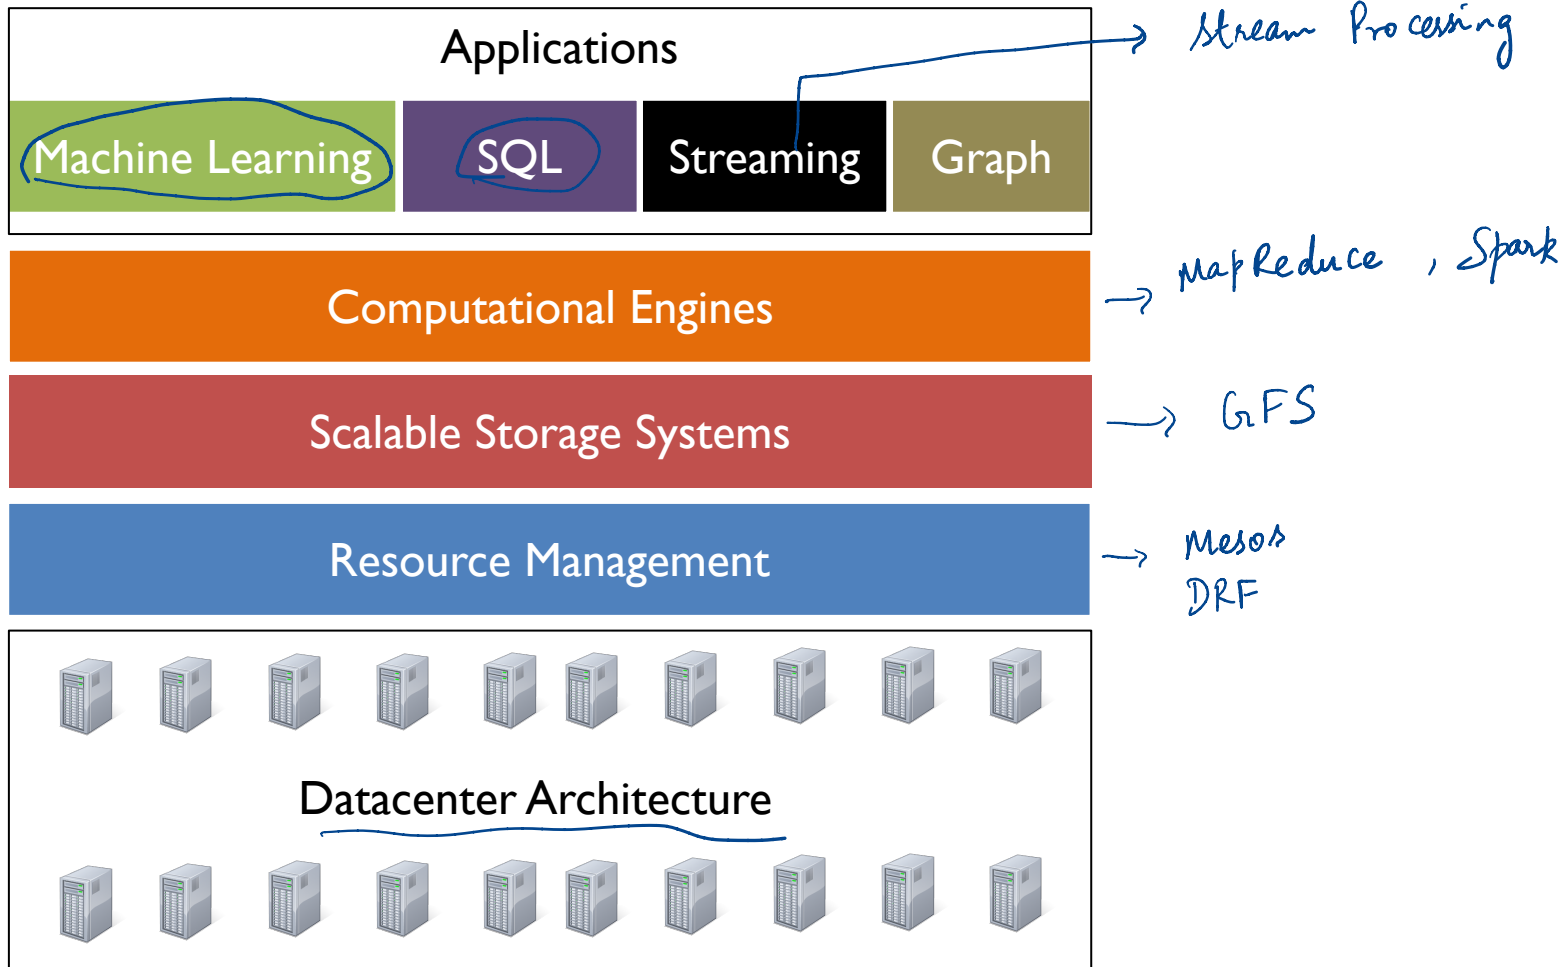 Applications
Stream Processing
Machine Learning
SQL
Streaming
Graph
Computational Engines
MapReduce , Spark
Scalable Storage Systems
GFS
Resource Management
Mesos
DRF
Datacenter Architecture